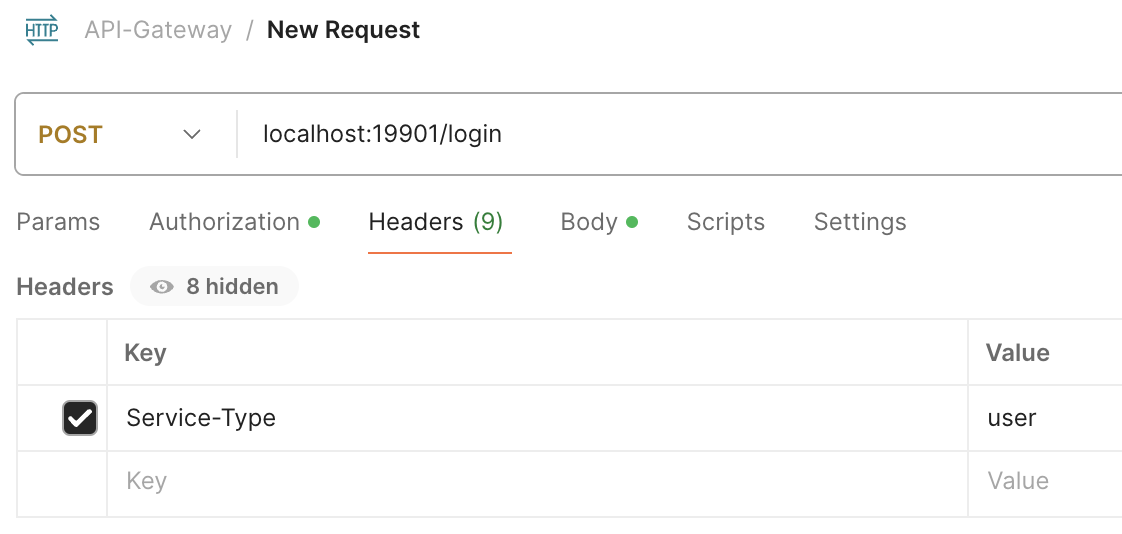 HTTP API-Gateway / New Request
POST localhost:19901/login
Params Authorization Headers (9) Body Scripts Settings
Headers 8 hidden
Key Value
Service-Type user
Key Value